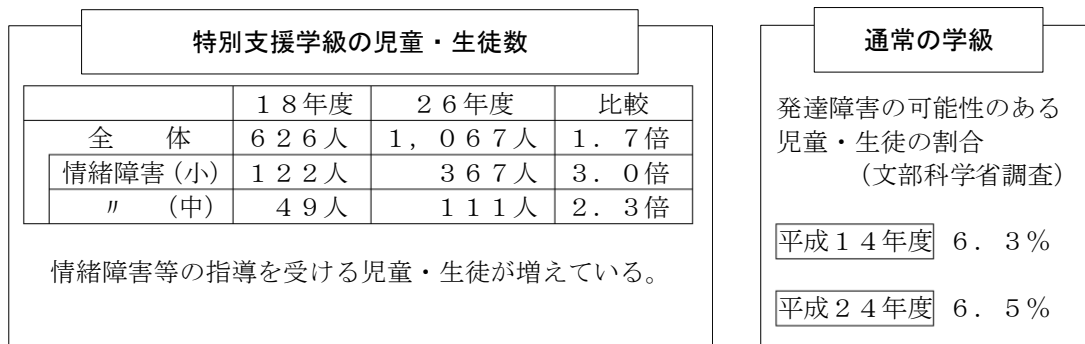 特別支援学級の児童・生徒数
１８年度 ２６年度 比較
全　体 ６２６人 １，０６７人 １．７倍
情緒障害（小） １２２人 ３６７人 ３．０倍
〃　（中） ４９人 １１１人 ２．３倍
情緒障害等の指導を受ける児童・生徒が増えている。
通常の学級
発達障害の可能性のある
児童・生徒の割合
（文部科学省調査）
平成１４年度 ６．３％
平成２４年度 ６．５％